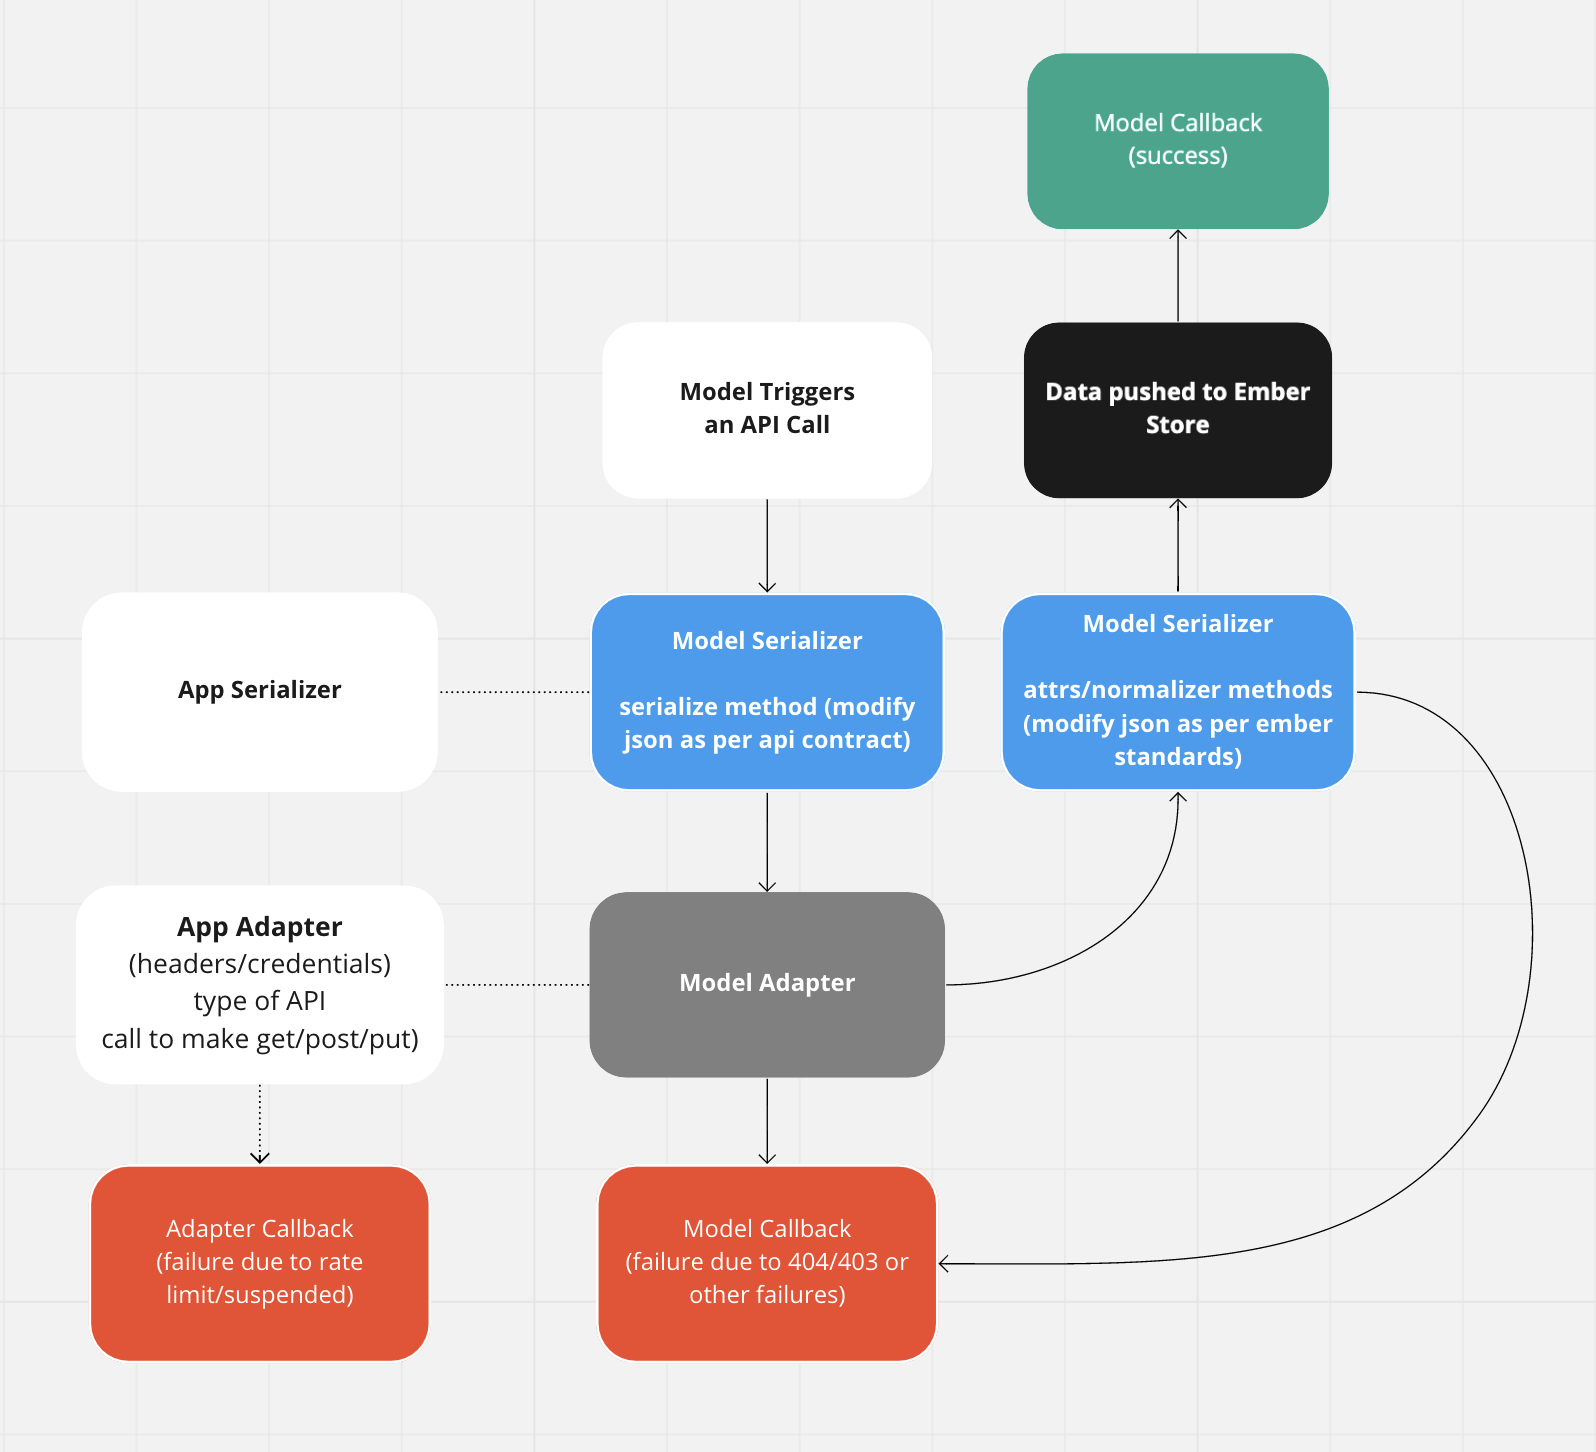 Model Callback
(success)
Model Triggers
an API Call
Data pushed to Ember
Store
App Serializer
Model Serializer
serialize method (modify
json as per api contract)
Model Serializer
attrs/normalizer methods
(modify json as per ember
standards)
App Adapter
(headers/credentials)
type of API
call to make get/post/put)
Model Adapter
Adapter Callback
(failure due to rate
limit/suspended)
Model Callback
(failure due to 404/403 or
other failures)